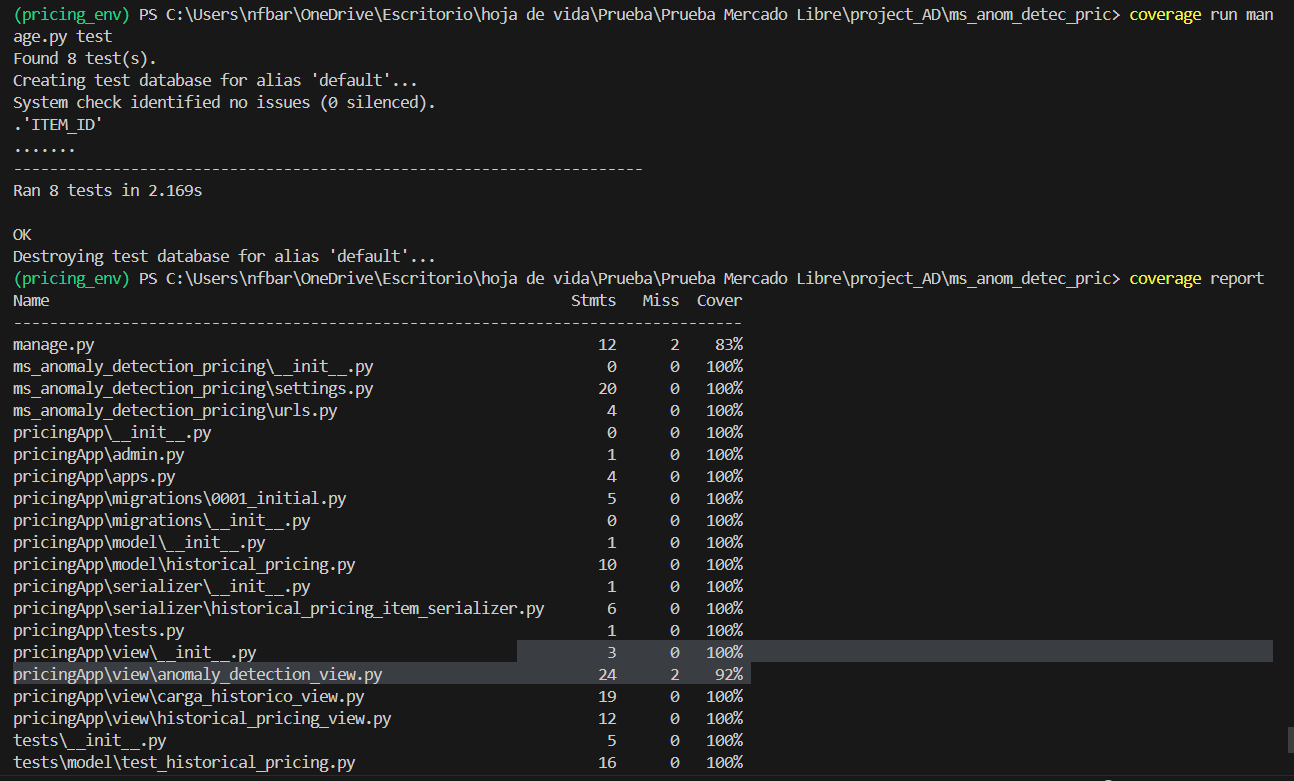 (pricing_env) PS C:\Users\nfbar\OneDrive\Escritorio\hoja de vida\Prueba\Prueba Mercado Libre\project_AD\ms_anom_detec_pric> coverage run man
age.py test
Found 8 test(s).
Creating test database for alias 'default'...
System check identified no issues (0 silenced).
.'ITEM_ID'
.......
----------------------------------------------------------------------
Ran 8 tests in 2.169s
OK
Destroying test database for alias 'default'...
(pricing_env) PS C:\Users\nfbar\OneDrive\Escritorio\hoja de vida\Prueba\Prueba Mercado Libre\project_AD\ms_anom_detec_pric> coverage report
Name                                                          Stmts   Miss  Cover
---------------------------------------------------------------------------------
manage.py                                                        12      2    83%
ms_anomaly_detection_pricing\__init__.py                          0      0   100%
ms_anomaly_detection_pricing\settings.py                         20      0   100%
ms_anomaly_detection_pricing\urls.py                              4      0   100%
pricingApp\__init__.py                                            0      0   100%
pricingApp\admin.py                                               1      0   100%
pricingApp\apps.py                                                4      0   100%
pricingApp\migrations\0001_initial.py                             5      0   100%
pricingApp\migrations\__init__.py                                 0      0   100%
pricingApp\model\__init__.py                                      1      0   100%
pricingApp\model\historical_pricing.py                           10      0   100%
pricingApp\serializer\__init__.py                                 1      0   100%
pricingApp\serializer\historical_pricing_item_serializer.py       6      0   100%
pricingApp\tests.py                                               1      0   100%
pricingApp\view\__init__.py                                       3      0   100%
pricingApp\view\anomaly_detection_view.py                        24      2    92%
pricingApp\view\carga_historico_view.py                          19      0   100%
pricingApp\view\historical_pricing_view.py                       12      0   100%
tests\__init__.py                                                 5      0   100%
tests\model\test_historical_pricing.py                           16      0   100%